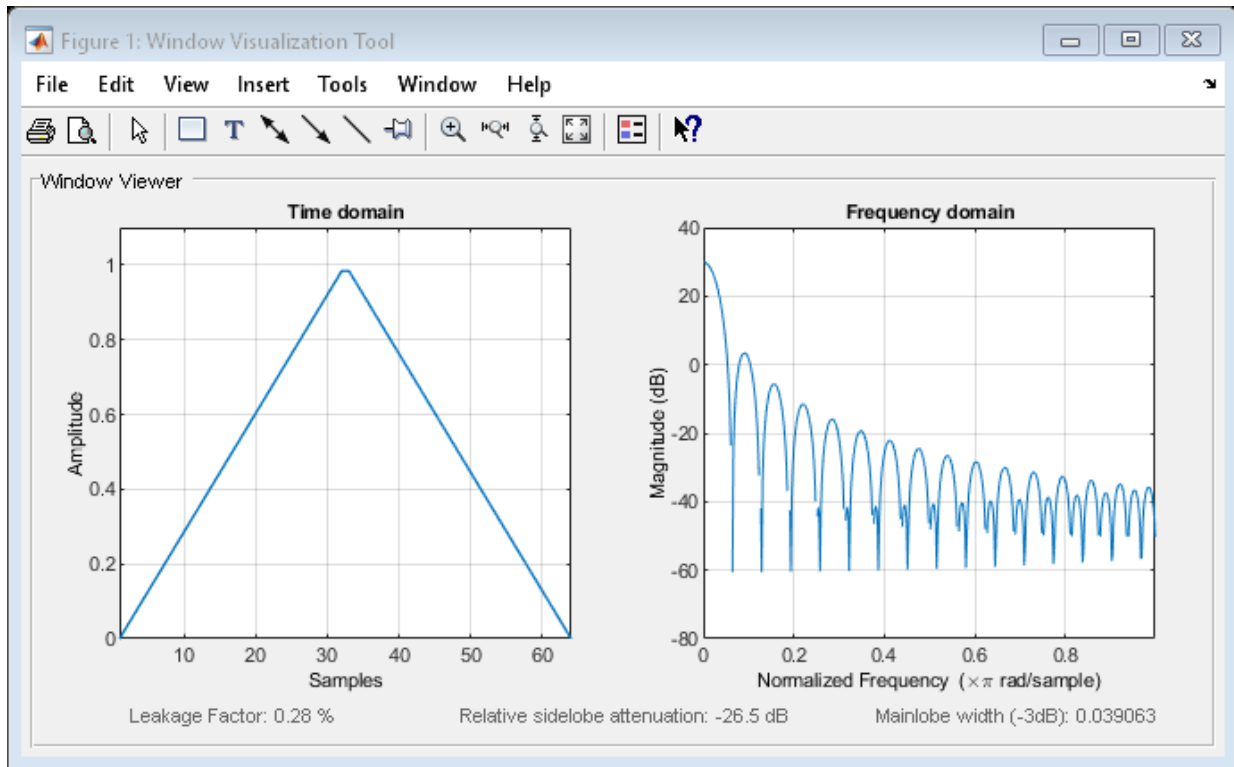 Figure 1: Window Visualization Tool
File Edit View Insert Tools Window Help
T ?
Window Viewer
Time domain
1
0.8
0.6
0.4
0.2
0
10 20 30 40 50 60
Amplitude
Samples
Frequency domain
40
20
0
-20
-40
-60
-80
0 0.2 0.4 0.6 0.8
Magnitude (dB)
Normalized Frequency (×π rad/sample)
Leakage Factor: 0.28 % Relative sidelobe attenuation: -26.5 dB Mainlobe width (-3dB): 0.039063